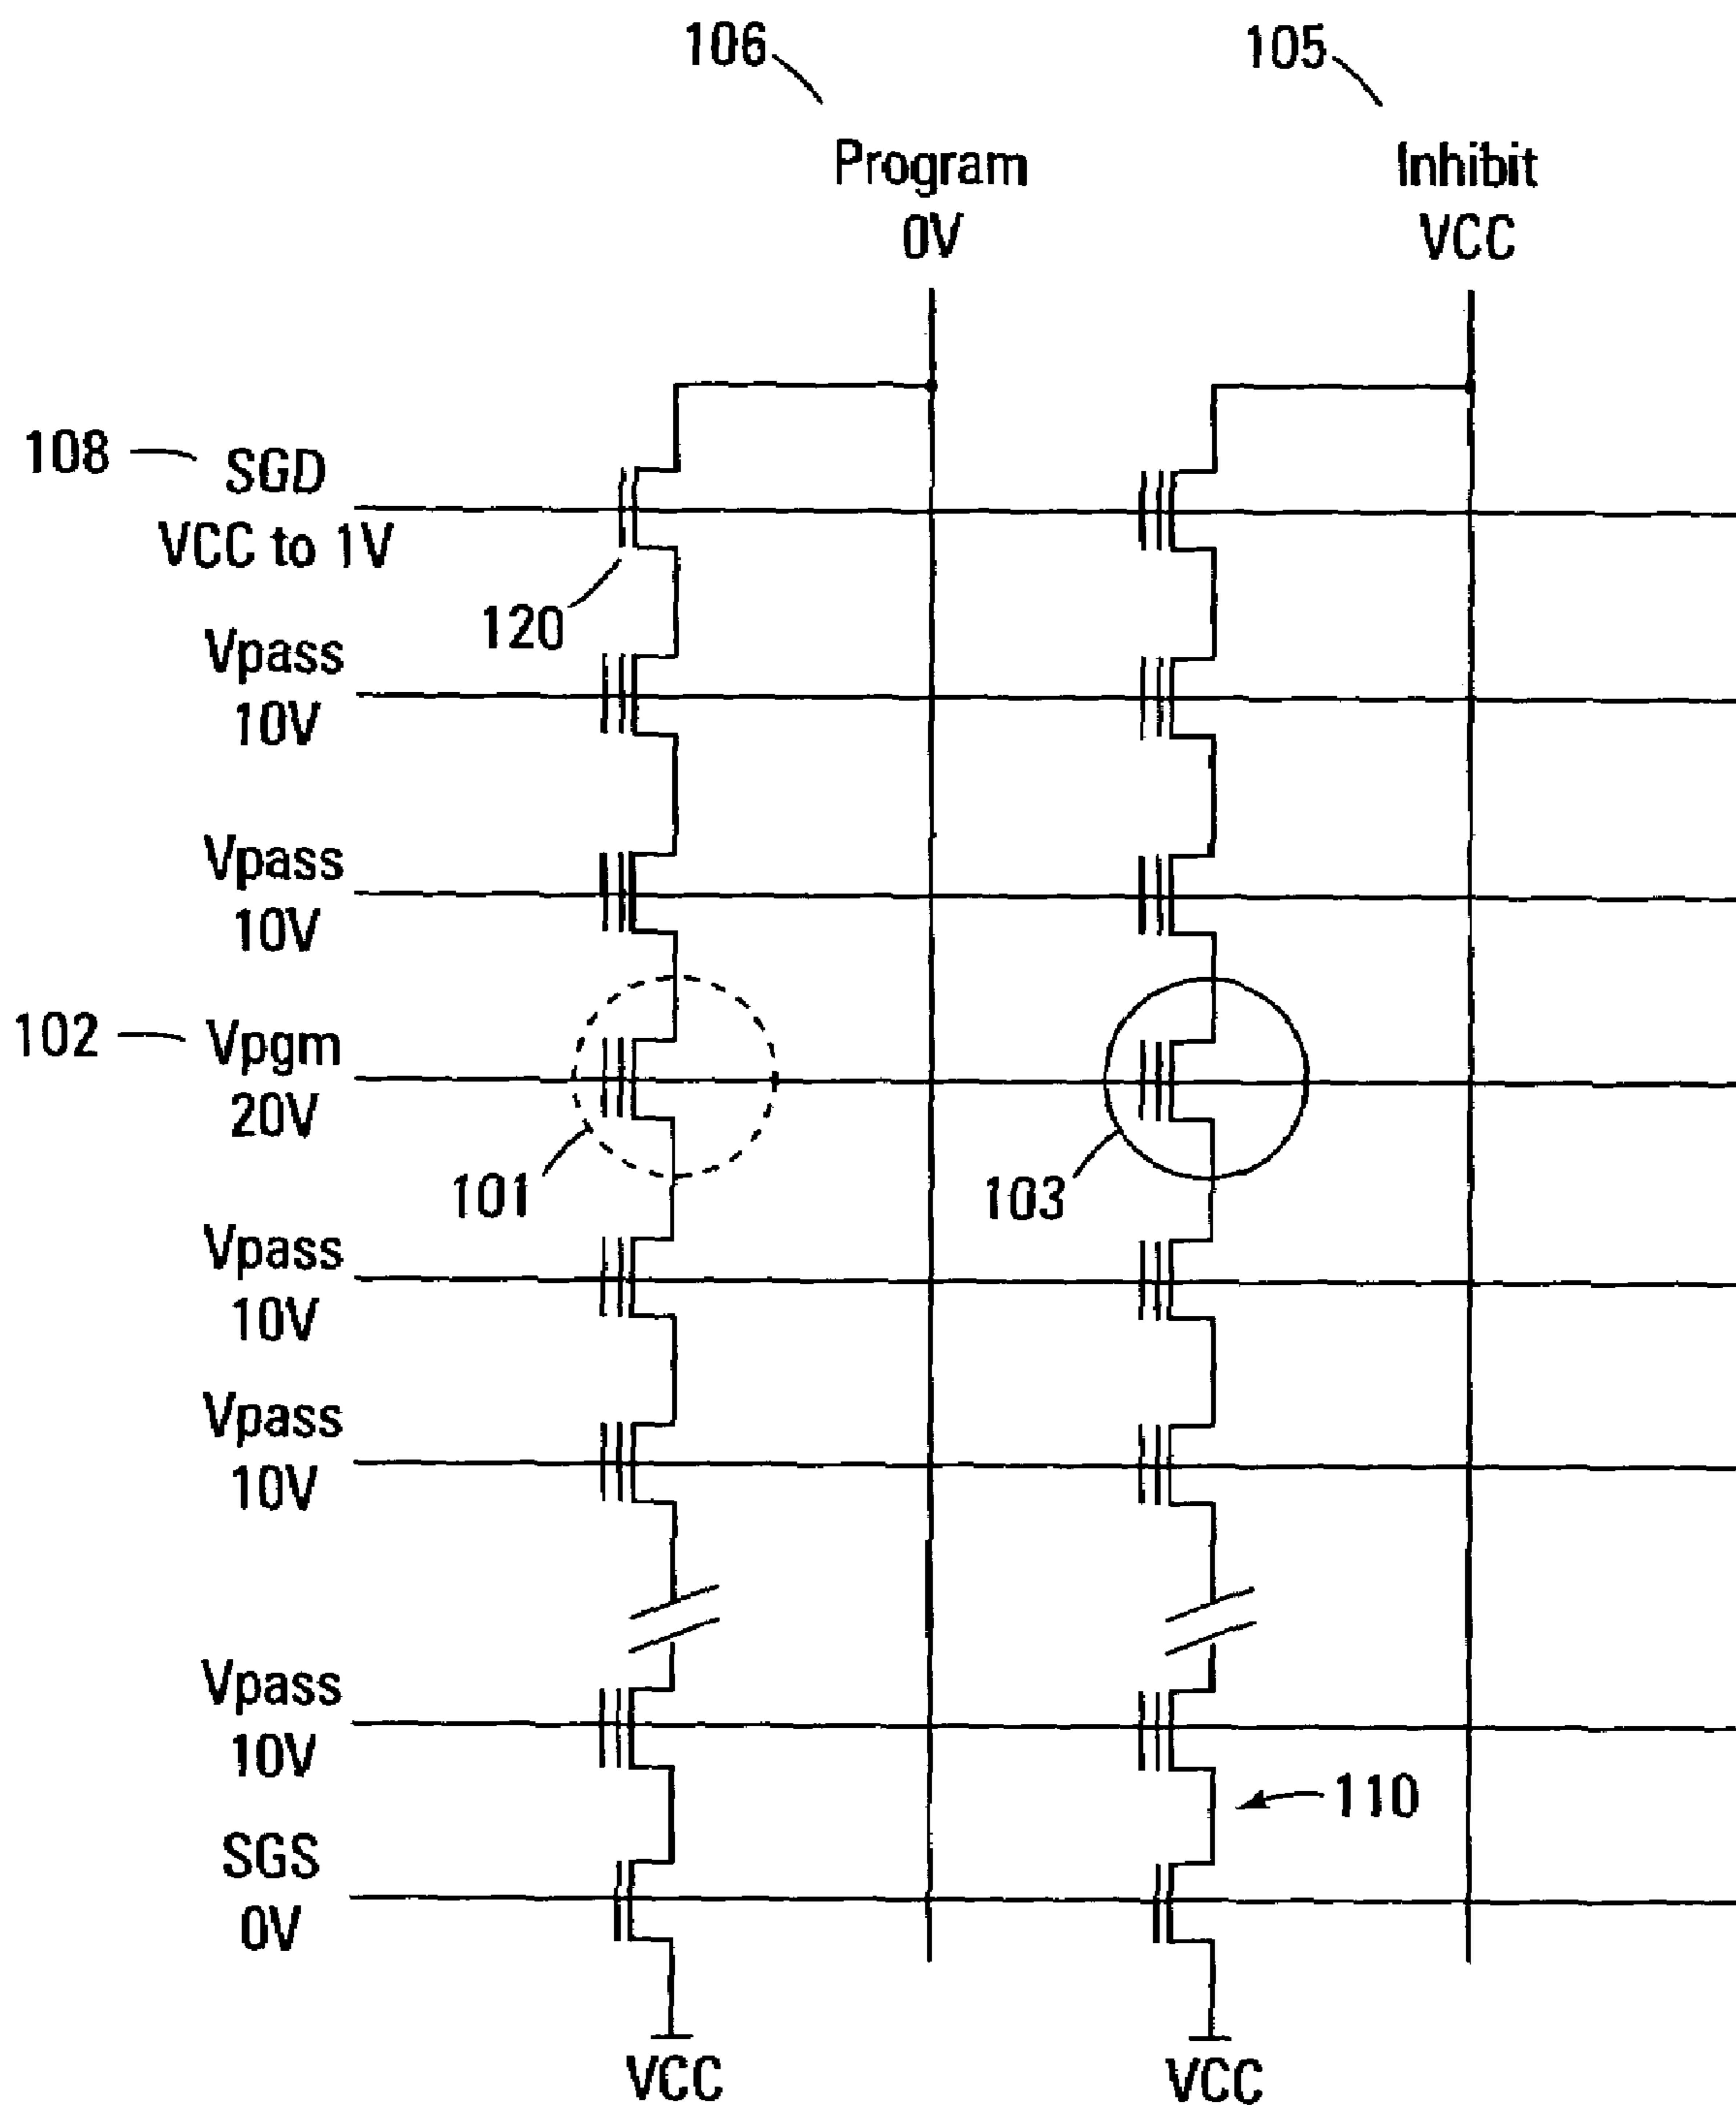 106
105
Program
0V
Inhibit
VCC
108
SGD
VCC to 1V
120
Vpass
10V
Vpass
10V
102
Vpgm
20V
101
103
Vpass
10V
Vpass
10V
Vpass
10V
110
SGS
0V
VCC
VCC